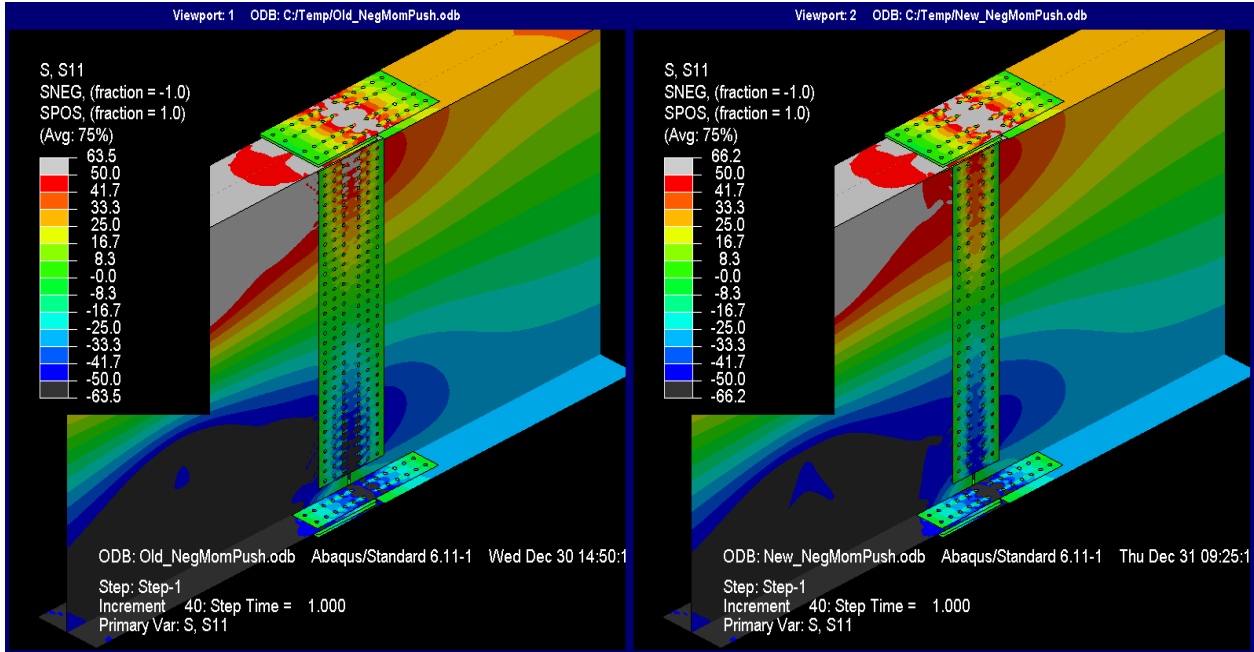 Viewport: 1 ODB: C:/Temp/Old_NegMomPush.odb
S, S11
SNEG, (fraction = -1.0)
SPOS, (fraction = 1.0)
(Avg: 75%)
63.5
50.0
41.7
33.3
25.0
16.7
8.3
-0.0
-8.3
-16.7
-25.0
-33.3
-41.7
-50.0
-63.5
ODB: Old_NegMomPush.odb Abaqus/Standard 6.11-1 Wed Dec 30 14:50:1
Step: Step-1
Increment 40: Step Time = 1.000
Primary Var: S, S11
Viewport: 2 ODB: C:/Temp/New_NegMomPush.odb
S, S11
SNEG, (fraction = -1.0)
SPOS, (fraction = 1.0)
(Avg: 75%)
66.2
50.0
41.7
33.3
25.0
16.7
8.3
-0.0
-8.3
-16.7
-25.0
-33.3
-41.7
-50.0
-66.2
ODB: New_NegMomPush.odb Abaqus/Standard 6.11-1 Thu Dec 31 09:25:1
Step: Step-1
Increment 40: Step Time = 1.000
Primary Var: S, S11